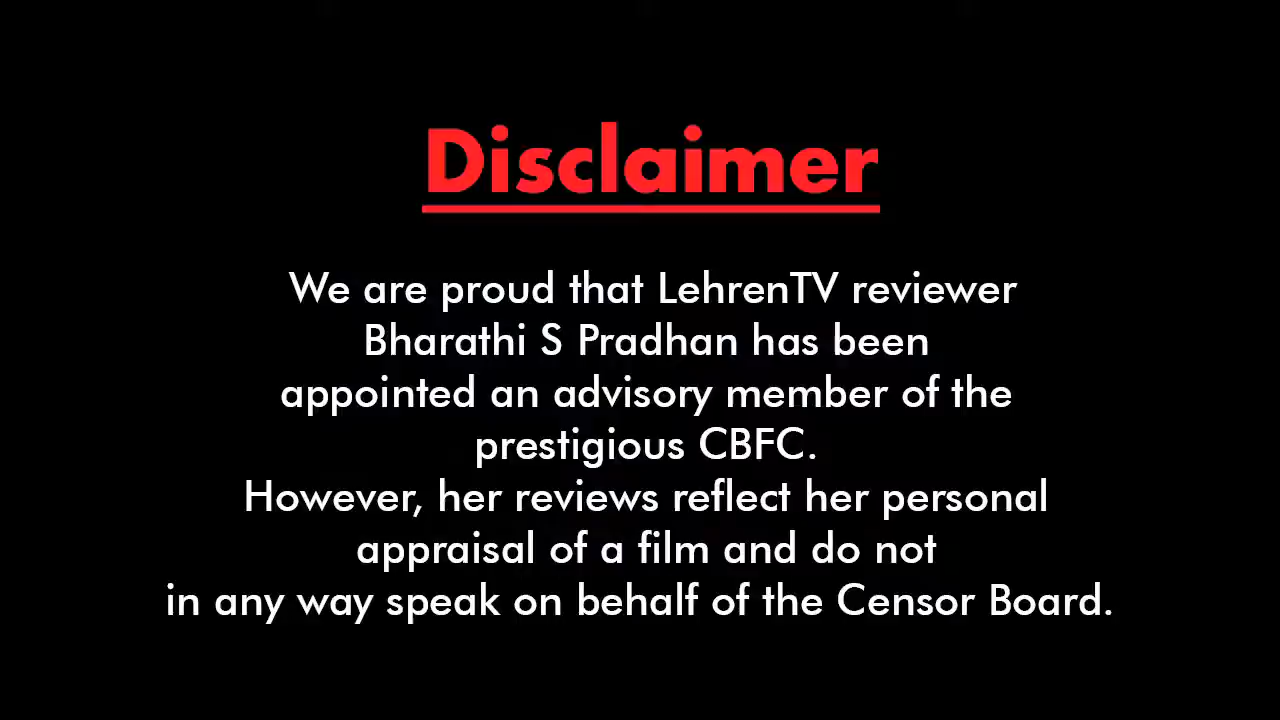 Disclaimer
We are proud that LehrenTV reviewer
Bharathi S Pradhan has been
appointed an advisory member of the
prestigious CBFC.
However, her reviews reflect her personal
appraisal of a film and do not
in any way speak on behalf of the Censor Board.